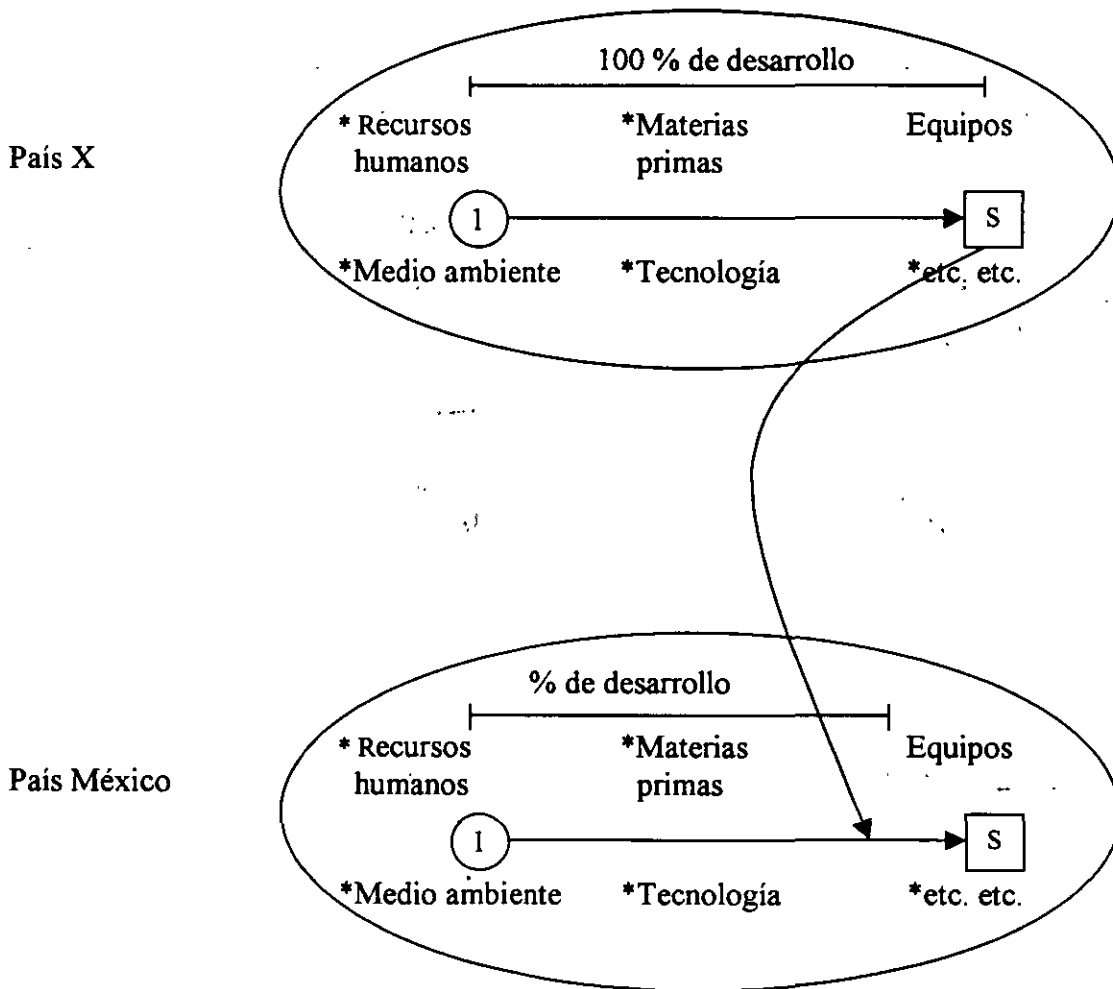 100 % de desarrollo
País X
* Recursos humanos
*Materias primas
Equipos
1
S
*Medio ambiente
*Tecnología
*etc. etc.
% de desarrollo
País México
* Recursos humanos
*Materias primas
Equipos
1
S
*Medio ambiente
*Tecnología
*etc. etc.